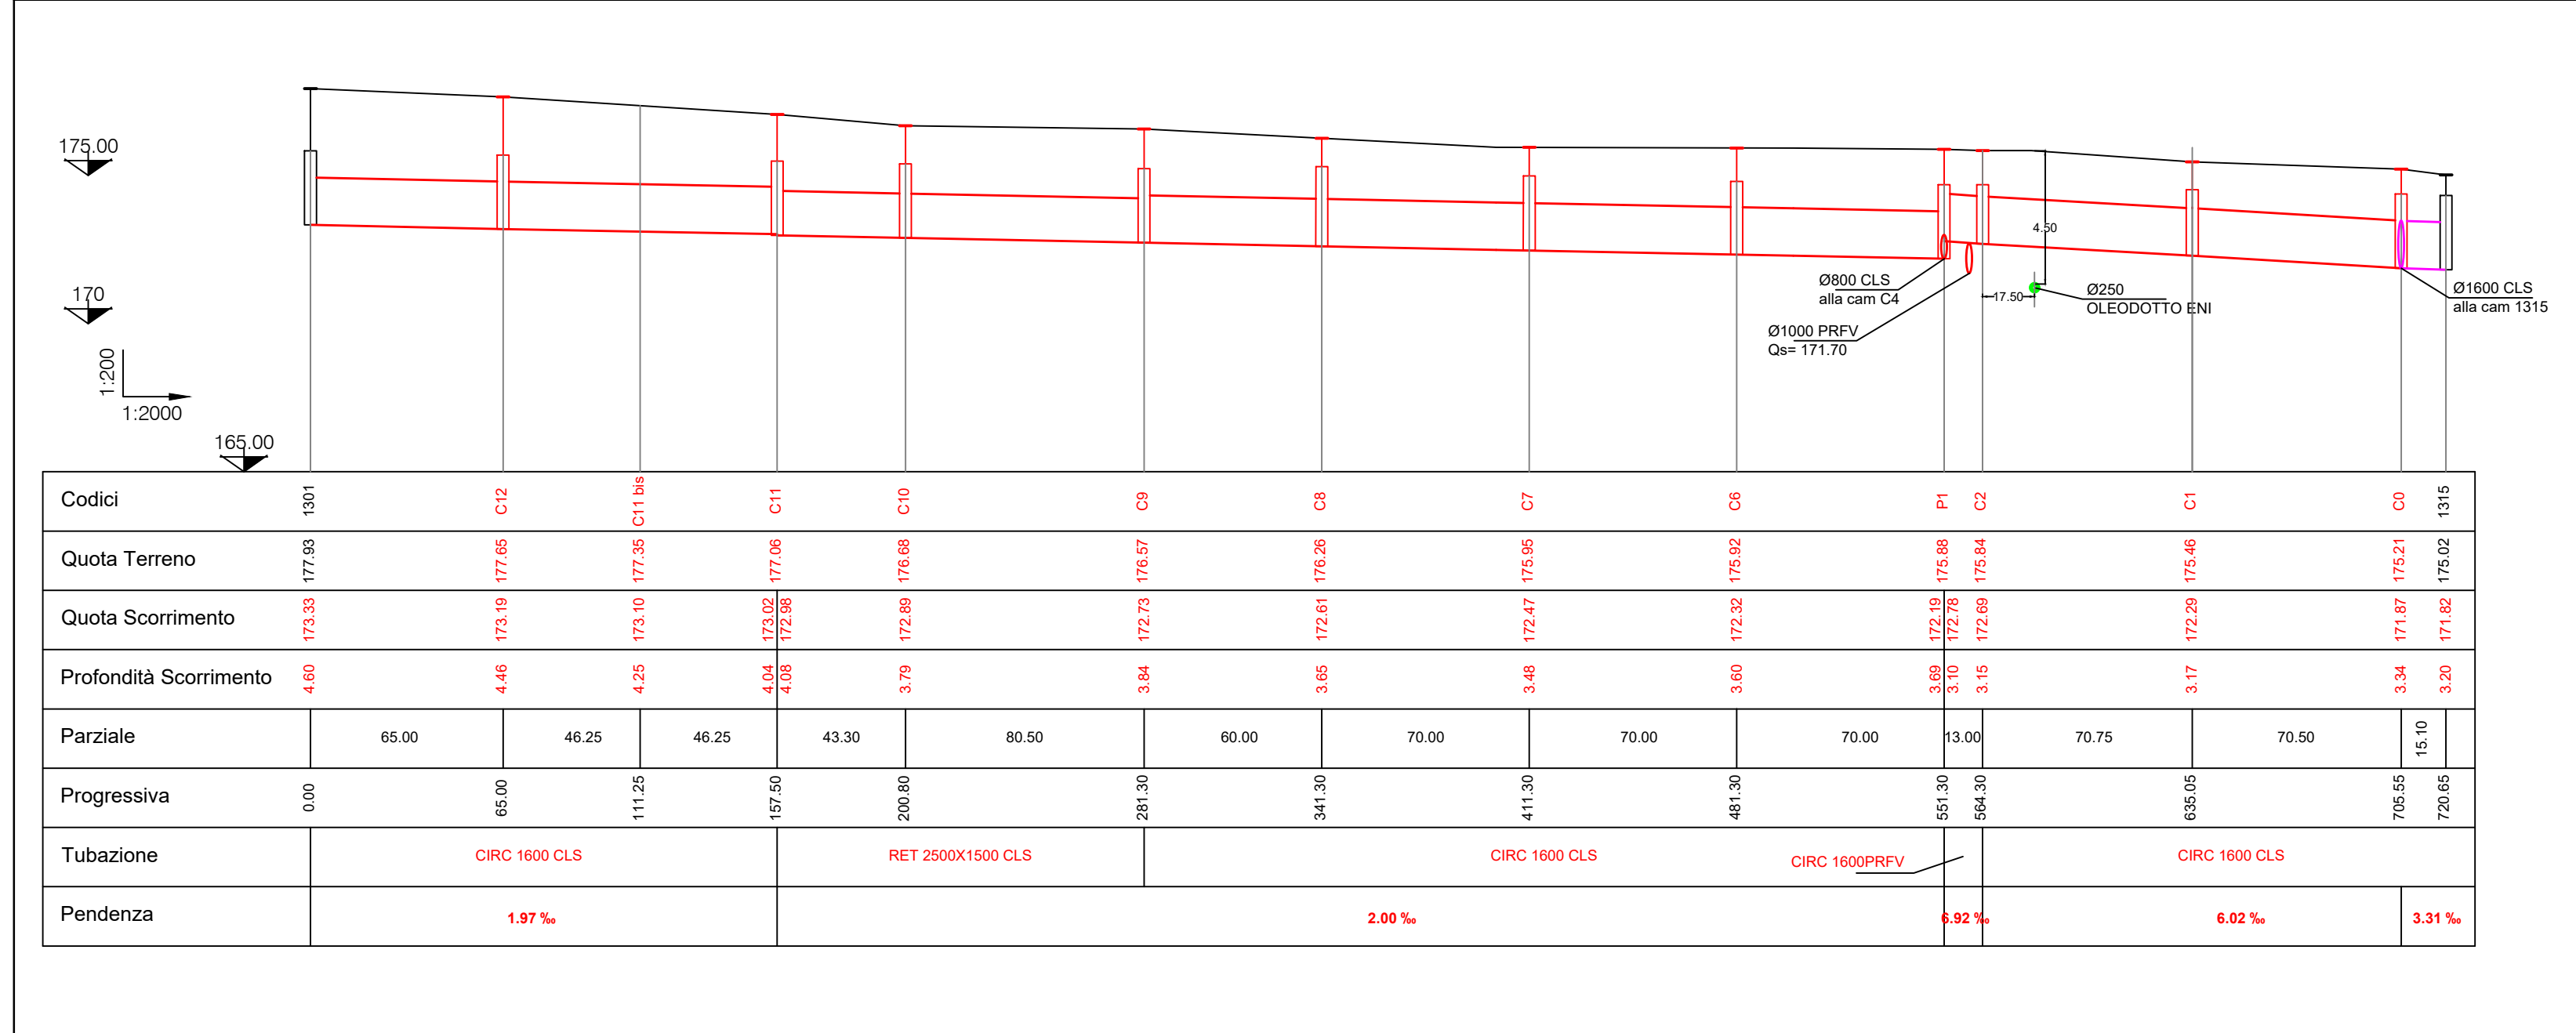 175.00
170
1:200
1:2000
165.00
4.50
17.50
Ø800 CLS
alla cam C4
Ø1000 PRFV
Qs= 171.70
Ø250
OLEODOTTO ENI
Ø1600 CLS
alla cam 1315
Codici 1301 C12 C11 bis C11 C10 C9 C8 C7 C6 P1 C2 C1 C0 1315
Quota Terreno 177.93 177.65 177.35 177.06 176.68 176.57 176.26 175.95 175.92 175.88 175.84 175.46 175.21 175.02
Quota Scorrimento 173.33 173.19 173.10 173.02 172.98 172.89 172.73 172.61 172.47 172.32 172.19 172.78 172.69 172.29 171.87 171.82
Profondità Scorrimento 4.60 4.46 4.25 4.04 4.08 3.79 3.84 3.65 3.48 3.60 3.69 3.10 3.15 3.17 3.34 3.20
Parziale 65.00 46.25 46.25 43.30 80.50 60.00 70.00 70.00 70.00 13.00 70.75 70.50 15.10
Progressiva 0.00 65.00 111.25 157.50 200.80 281.30 341.30 411.30 481.30 551.30 564.30 635.05 705.55 720.65
Tubazione CIRC 1600 CLS RET 2500X1500 CLS CIRC 1600 CLS CIRC 1600PRFV CIRC 1600 CLS
Pendenza 1.97 ‰ 2.00 ‰ 6.92 ‰ 6.02 ‰ 3.31 ‰